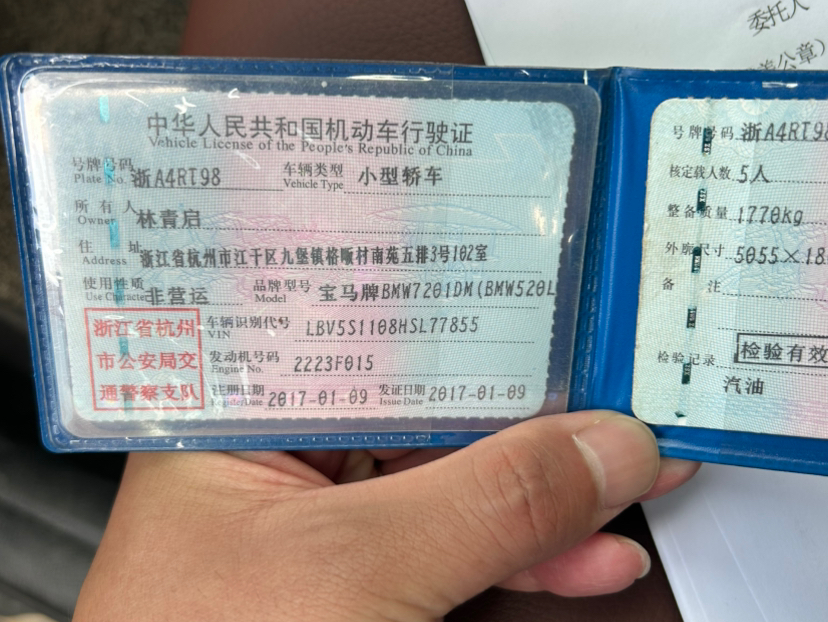 委托人
公章）
中华人民共和国机动车行驶证
Vehicle License of the People's Republic of China
号牌号码 Plate No. 浙A4RT98 车辆类型 Vehicle Type 小型轿车
所有人 Owner 林青启
住址 Address 浙江省杭州市江干区九堡镇格畈村南苑五排3号102室
使用性质 Use Character 非营运 品牌型号 Model 宝马牌BMW7201DM(BMW520L
车辆识别代号 VIN LBV5S1108HSL77855
发动机号码 Engine No. 2223F015
注册日期 Register Date 2017-01-09 发证日期 Issue Date 2017-01-09
浙江省杭州
市公安局交
通警察支队
号牌号码 浙A4RT98
核定载人数 5人
整备质量 1770kg
外廓尺寸 5055×18
备注
检验记录 检验有效
汽油